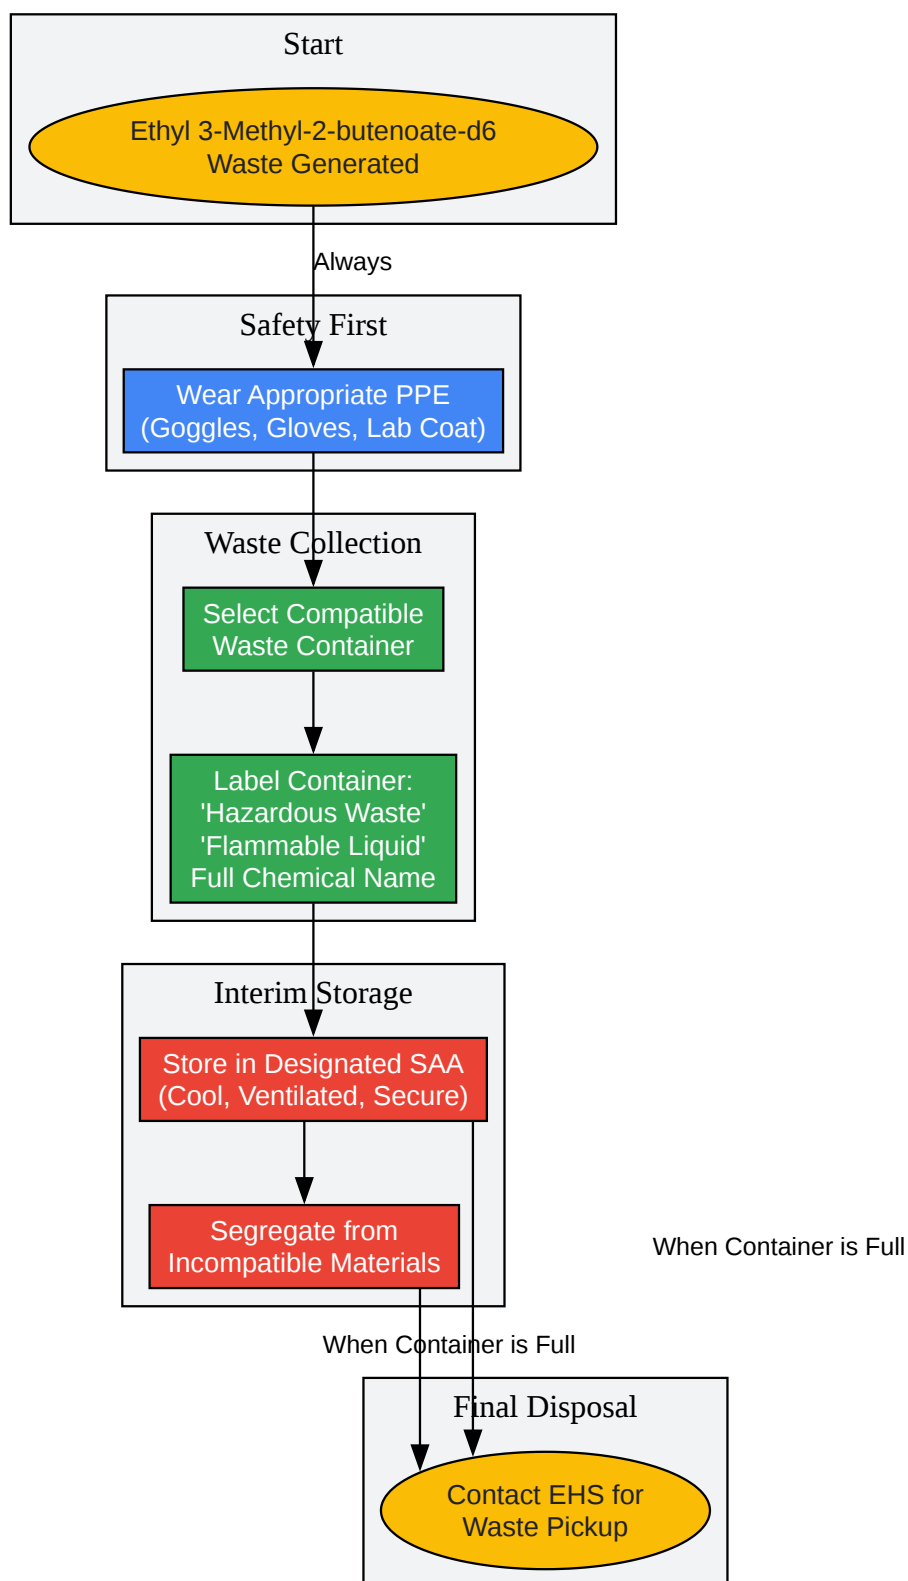 Start
Ethyl 3-Methyl-2-butenoate-d6
Waste Generated
Always
Safety First
Wear Appropriate PPE
(Goggles, Gloves, Lab Coat)
Waste Collection
Select Compatible
Waste Container
Label Container:
'Hazardous Waste'
'Flammable Liquid'
Full Chemical Name
Interim Storage
Store in Designated SAA
(Cool, Ventilated, Secure)
Segregate from
Incompatible Materials
When Container is Full
When Container is Full
Final Disposal
Contact EHS for
Waste Pickup